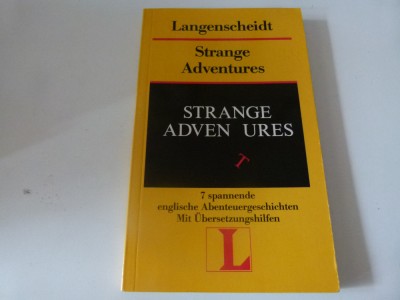 Langenscheidt
Strange
Adventures
STRANGE
ADVEN URES
T
7 spannende
englische Abenteuergeschichten
Mit Übersetzungshilfen
L